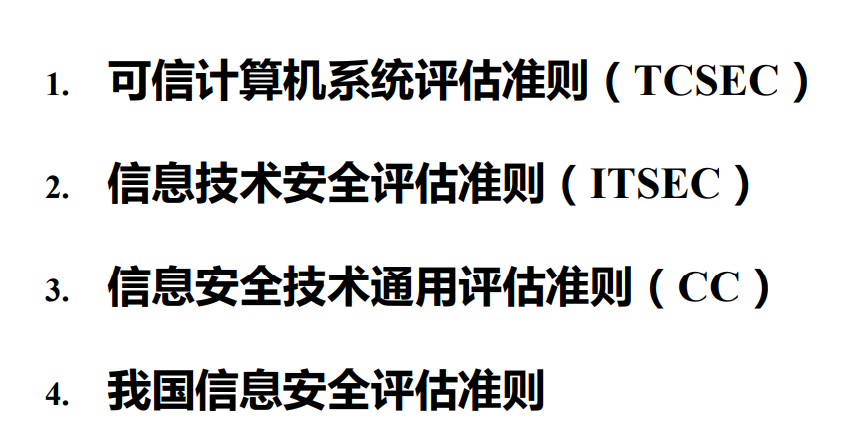 1. 可信计算机系统评估准则（TCSEC）
2. 信息技术安全评估准则（ITSEC）
3. 信息安全技术通用评估准则（CC）
4. 我国信息安全评估准则